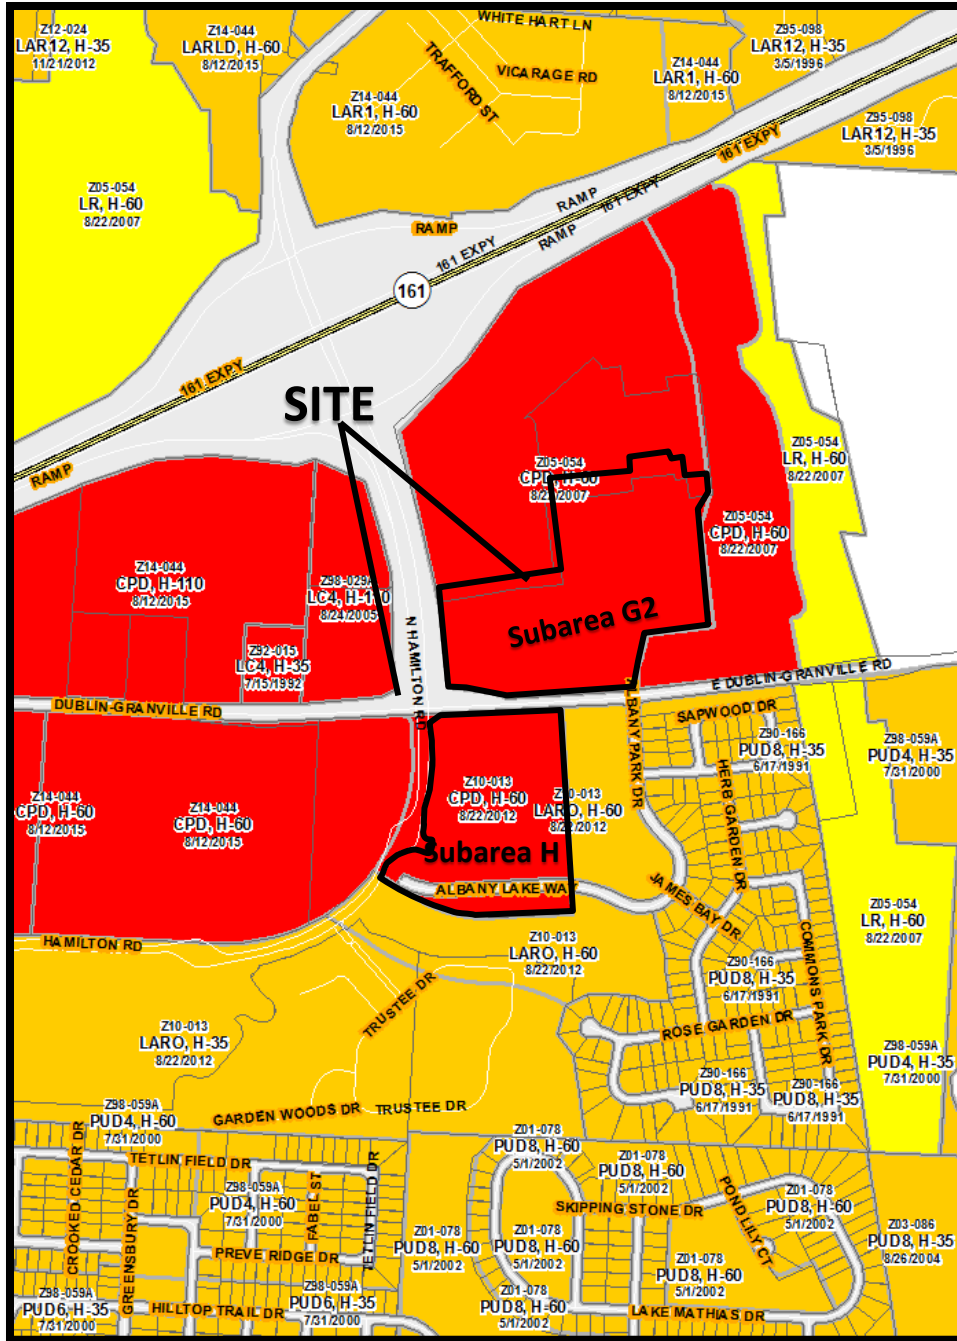 WHITE HART LN
Z12-024
LAR12, H-35
11/21/2012
Z14-044
LARLD, H-60
8/12/2015
TRAFFORD ST
VICARAGE RD
Z14-044
LAR1, H-60
8/12/2015
Z14-044
LAR1, H-60
8/12/2015
Z95-098
LAR12, H-35
3/5/1996
Z95-098
LAR12, H-35
3/5/1996
161 EXPY
Z05-054
LR, H-60
8/22/2007
RAMP
161 EXPY
RAMP
RAMP
161 EXPY
161
161 EXPY
SITE
RAMP
Z05-054
CPD, H-60
8/22/2007
Z05-054
LR, H-60
8/22/2007
Z05-054
CPD, H-60
8/22/2007
Z14-044
CPD, H-110
8/12/2015
Z98-029A
LC4, H-110
8/24/2005
Z92-015
LC4, H-35
7/15/1992
N HAMILTON RD
Subarea G2
E DUBLIN-GRANVILLE RD
DUBLIN-GRANVILLE RD
ALBANY PARK DR
SAPWOOD DR
Z90-166
PUD8, H-35
6/17/1991
Z98-059A
PUD4, H-35
7/31/2000
HERB GARDEN DR
Z14-044
CPD, H-60
8/12/2015
Z14-044
CPD, H-60
8/12/2015
Z10-013
CPD, H-60
8/22/2012
Z10-013
LARO, H-60
8/22/2012
Subarea H
ALBANY LAKE WAY
JAMES BAY DR
Z05-054
LR, H-60
8/22/2007
HAMILTON RD
Z10-013
LARO, H-60
8/22/2012
COMMONS PARK DR
Z90-166
PUD8, H-35
6/17/1991
TRUSTEE DR
ROSE GARDEN DR
Z10-013
LARO, H-35
8/22/2012
Z98-059A
PUD4, H-35
7/31/2000
Z90-166
PUD8, H-35
6/17/1991
Z90-166
PUD8, H-35
6/17/1991
Z98-059A
PUD4, H-60
7/31/2000
GARDEN WOODS DR
TRUSTEE DR
CROOKED CEDAR DR
TETLIN FIELD DR
Z01-078
PUD8, H-60
5/1/2002
Z01-078
PUD8, H-60
5/1/2002
GREENSBURY DR
Z98-059A
PUD4, H-60
7/31/2000
FABEL ST
TETLIN FIELD DR
SKIPPING STONE DR
POND LILY CT
Z01-078
PUD8, H-60
5/1/2002
Z03-086
PUD8, H-35
8/26/2004
PREVE RIDGE DR
Z01-078
PUD8, H-60
5/1/2002
Z01-078
PUD8, H-60
5/1/2002
Z01-078
PUD8, H-60
5/1/2002
Z98-059A
PUD6, H-35
7/31/2000
HILLTOP TRAIL DR
Z98-059A
PUD6, H-35
7/31/2000
Z01-078
PUD8, H-60
5/1/2002
LAKE MATHIAS DR